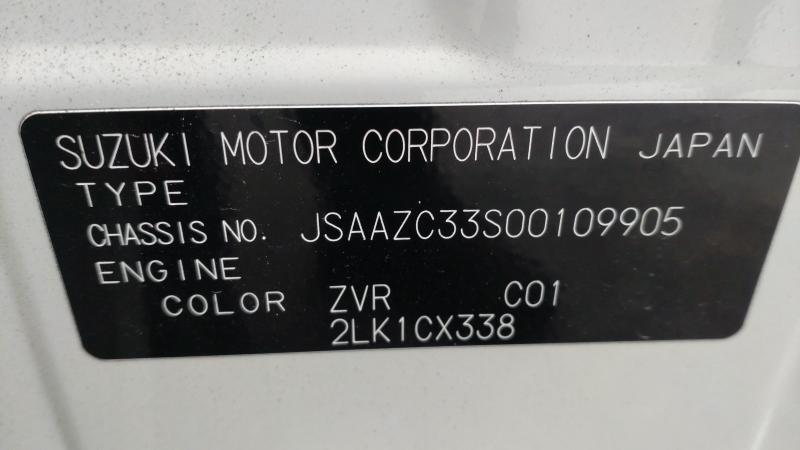 SUZUKI MOTOR CORPORATION JAPAN
TYPE
CHASSIS NO. JSAAZC33S00109905
ENGINE
COLOR ZVR C01
2LK1CX338